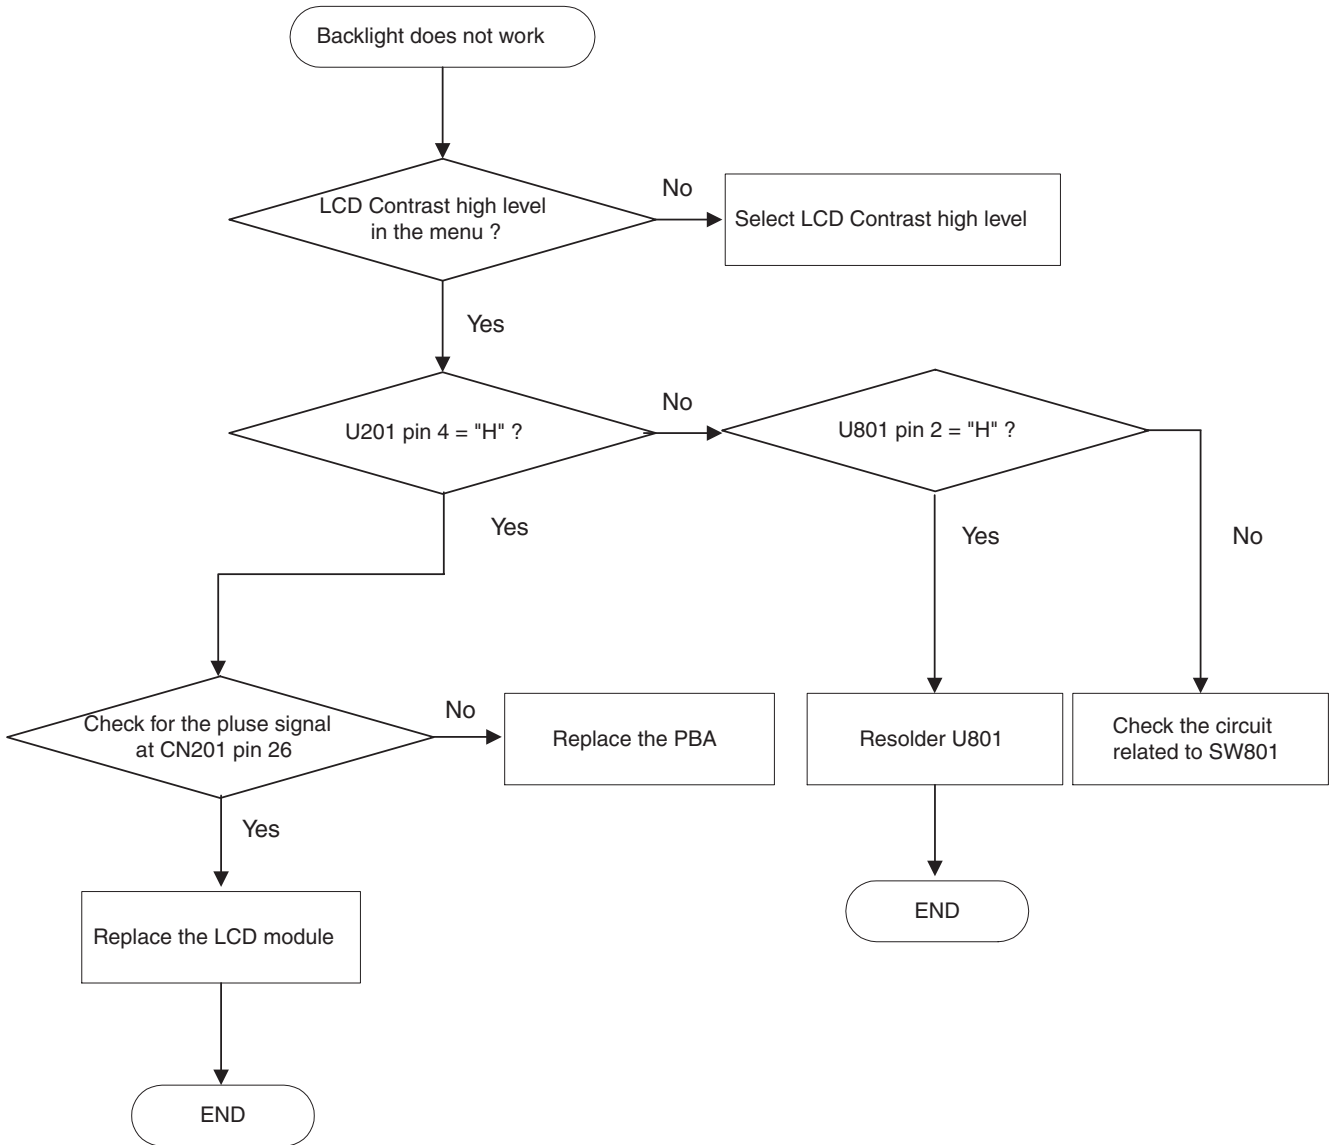 Backlight does not work
LCD Contrast high level
in the menu ?
No
Select LCD Contrast high level
Yes
U201 pin 4 = "H" ?
No
U801 pin 2 = "H" ?
Yes
Yes
No
Check for the pluse signal
at CN201 pin 26
No
Replace the PBA
Resolder U801
Check the circuit
related to SW801
Yes
Replace the LCD module
END
END